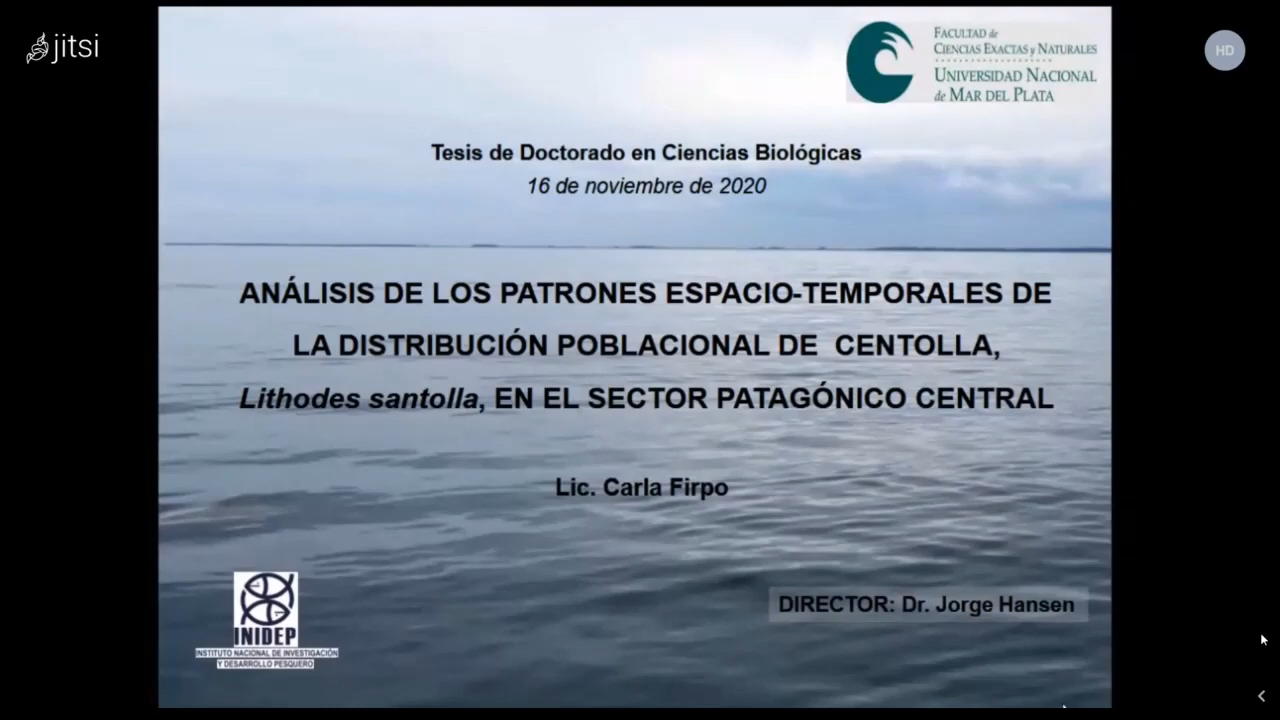 jitsi
HD
FACULTAD de
CIENCIAS EXACTAS y NATURALES
UNIVERSIDAD NACIONAL
de MAR DEL PLATA
Tesis de Doctorado en Ciencias Biológicas
16 de noviembre de 2020
ANÁLISIS DE LOS PATRONES ESPACIO-TEMPORALES DE
LA DISTRIBUCIÓN POBLACIONAL DE CENTOLLA,
Lithodes santolla, EN EL SECTOR PATAGÓNICO CENTRAL
Lic. Carla Firpo
DIRECTOR: Dr. Jorge Hansen
INIDEP
INSTITUTO NACIONAL DE INVESTIGACIÓN
Y DESARROLLO PESQUERO